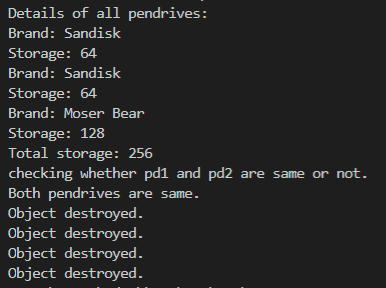 Details of all pendrives:
Brand: Sandisk
Storage: 64
Brand: Sandisk
Storage: 64
Brand: Moser Bear
Storage: 128
Total storage: 256
checking whether pd1 and pd2 are same or not.
Both pendrives are same.
Object destroyed.
Object destroyed.
Object destroyed.
Object destroyed.